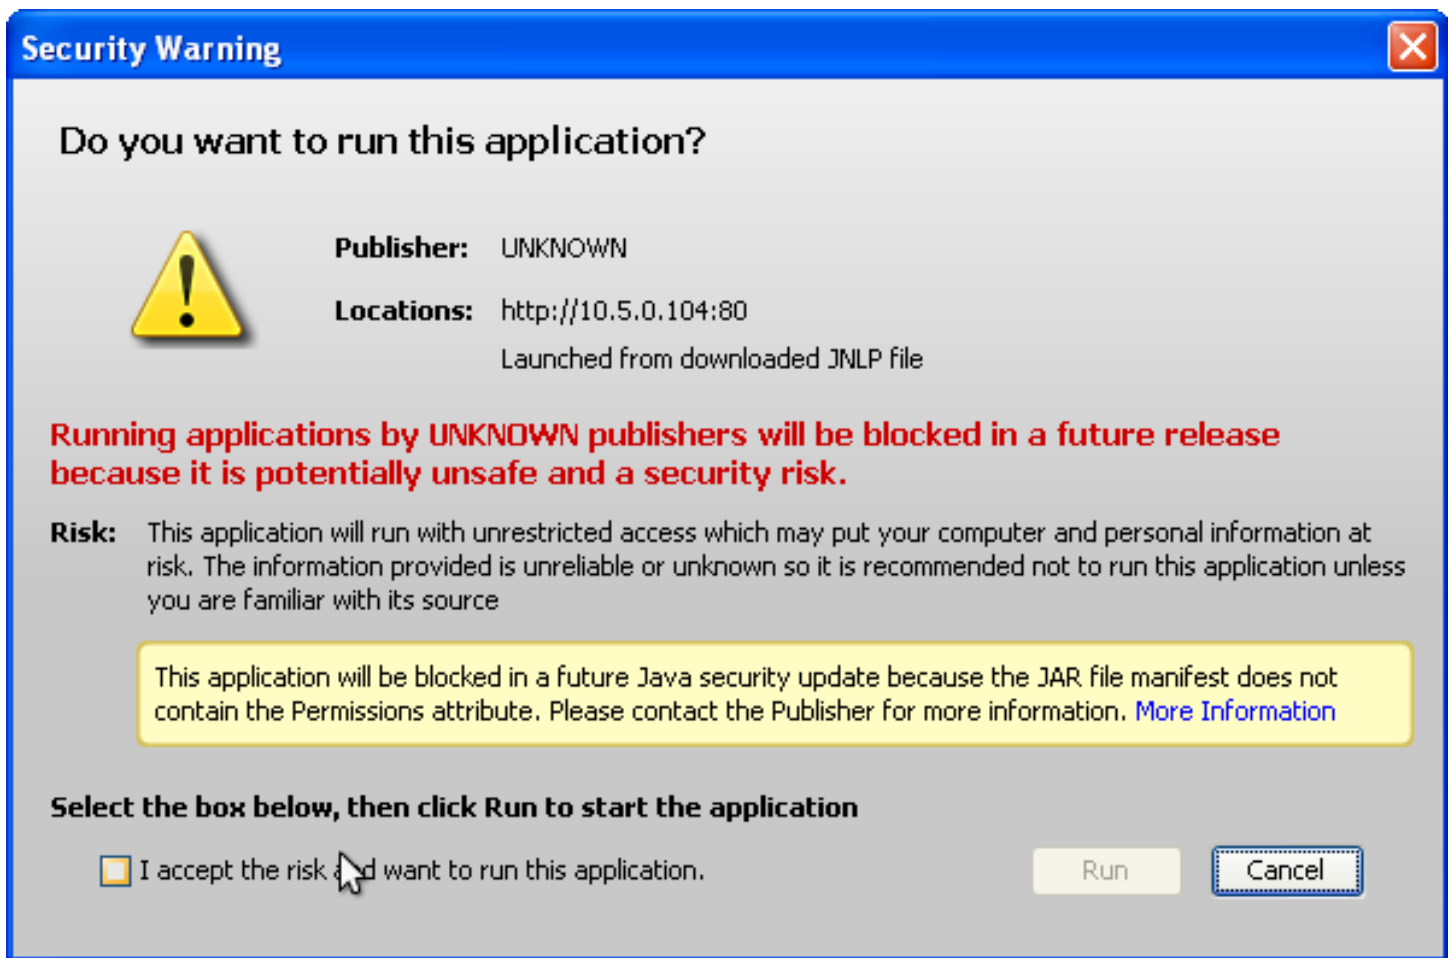 Security Warning
Do you want to run this application?
Publisher: UNKNOWN
Locations: http://10.5.0.104:80
Launched from downloaded JNLP file
Running applications by UNKNOWN publishers will be blocked in a future release
because it is potentially unsafe and a security risk.
Risk: This application will run with unrestricted access which may put your computer and personal information at
risk. The information provided is unreliable or unknown so it is recommended not to run this application unless
you are familiar with its source
This application will be blocked in a future Java security update because the JAR file manifest does not
contain the Permissions attribute. Please contact the Publisher for more information. More Information
Select the box below, then click Run to start the application
I accept the risk and want to run this application.
Run
Cancel